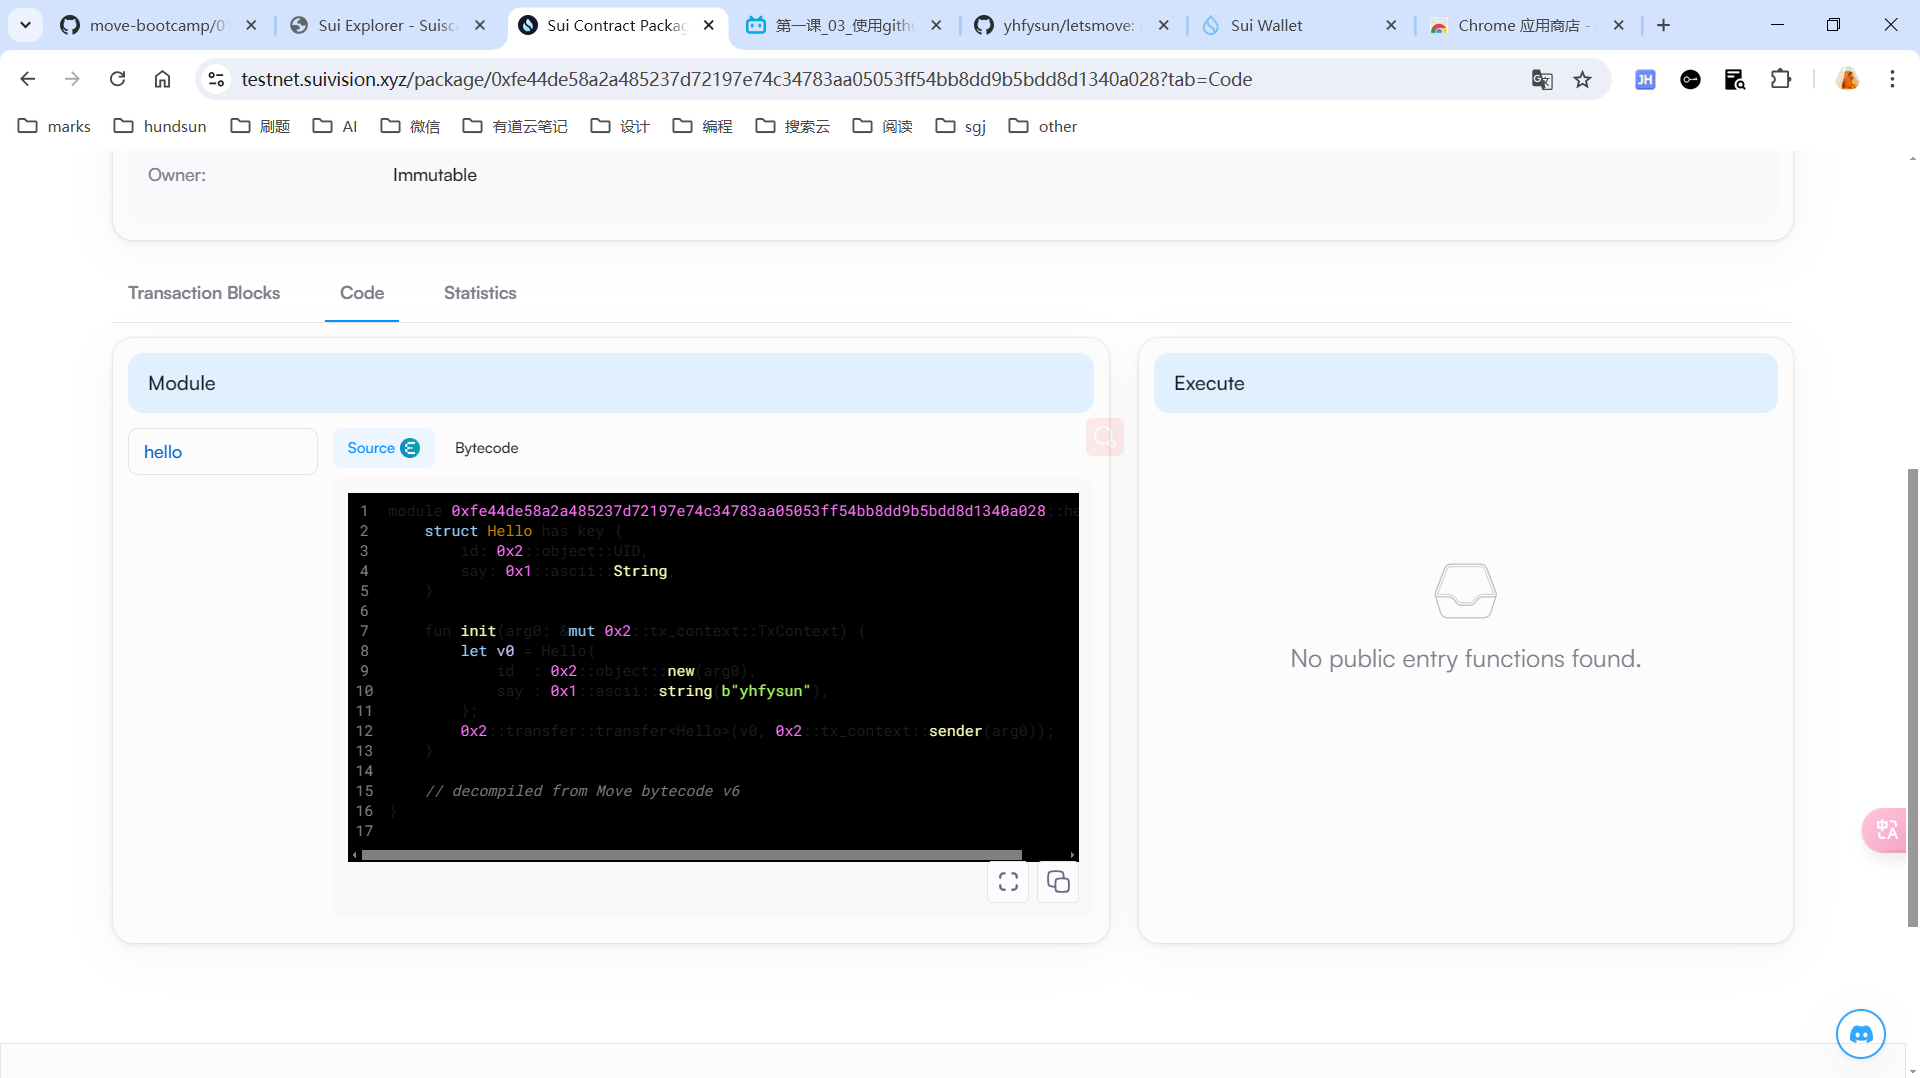 move-bootcamp/01
Sui Explorer - Suisca
Sui Contract Packag
第一课_03_使用githu
yhfysun/letsmove: s
Sui Wallet
Chrome 应用商店 -
testnet.suivision.xyz/package/0xfe44de58a2a485237d72197e74c34783aa05053ff54bb8dd9b5bdd8d1340a028?tab=Code
JH
marks
hundsun
刷题
AI
微信
有道云笔记
设计
编程
搜索云
阅读
sgj
other
Owner:
Immutable
Transaction Blocks
Code
Statistics
Module
Execute
hello
Source
Bytecode
1 module 0xfe44de58a2a485237d72197e74c34783aa05053ff54bb8dd9b5bdd8d1340a028::he
2 struct Hello has key {
3 id: 0x2::object::UID,
4 say: 0x1::ascii::String
5 }
6
7 fun init(arg0: &mut 0x2::tx_context::TxContext) {
8 let v0 = Hello{
9 id : 0x2::object::new(arg0),
10 say : 0x1::ascii::string(b"yhfysun"),
11 };
12 0x2::transfer::transfer<Hello>(v0, 0x2::tx_context::sender(arg0));
13 }
14
15 // decompiled from Move bytecode v6
16 }
17
No public entry functions found.